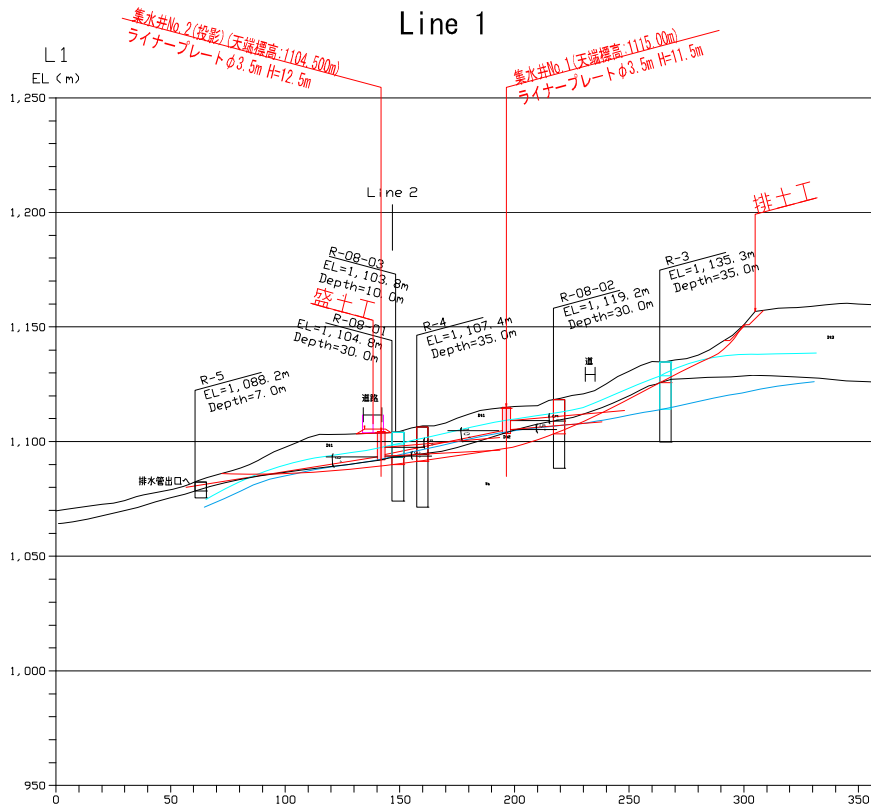 Line 1
集水井No.2(投影)(天端標高:1104.500m)
ライナープレートφ3.5m H=12.5m
集水井No.1(天端標高:1115.00m)
ライナープレートφ3.5m H=11.5m
L1
EL (m)
1,250
1,200
1,150
1,100
1,050
1,000
950
Line 2
排土工
R-08-03
EL=1,103.8m
Depth=10.0m
盛土工
R-08-01
EL=1,104.8m
Depth=30.0m
R-4
EL=1,107.4m
Depth=35.0m
R-08-02
EL=1,119.2m
Depth=30.0m
R-3
EL=1,135.3m
Depth=35.0m
R-5
EL=1,088.2m
Depth=7.0m
道路
道
排水管出口へ
0
50
100
150
200
250
300
350